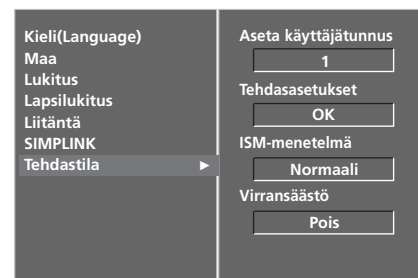 Kieli(Language)
Maa
Lukitus
Lapsilukitus
Liitäntä
SIMPLINK
Tehdastila ►
Aseta käyttäjätunnus
1
Tehdasasetukset
OK
ISM-menetelmä
Normaali
Virransäästö
Pois